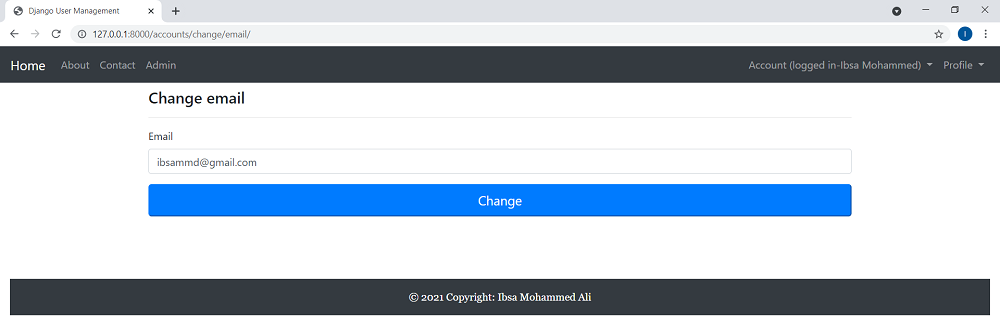 Django User Management
127.0.0.1:8000/accounts/change/email/
I
Home About Contact Admin Account (logged in-Ibsa Mohammed) Profile
Change email
Email
ibsammd@gmail.com
Change
© 2021 Copyright: Ibsa Mohammed Ali